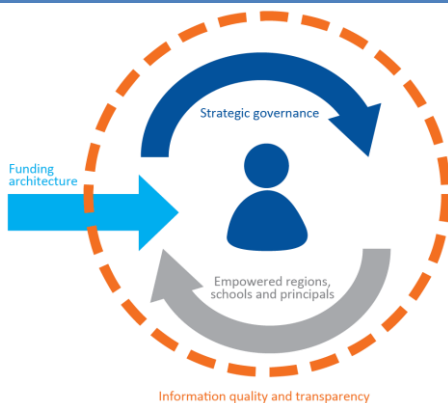 Strategic governance
Funding
architecture
Empowered regions,
schools and principals
Information quality and transparency